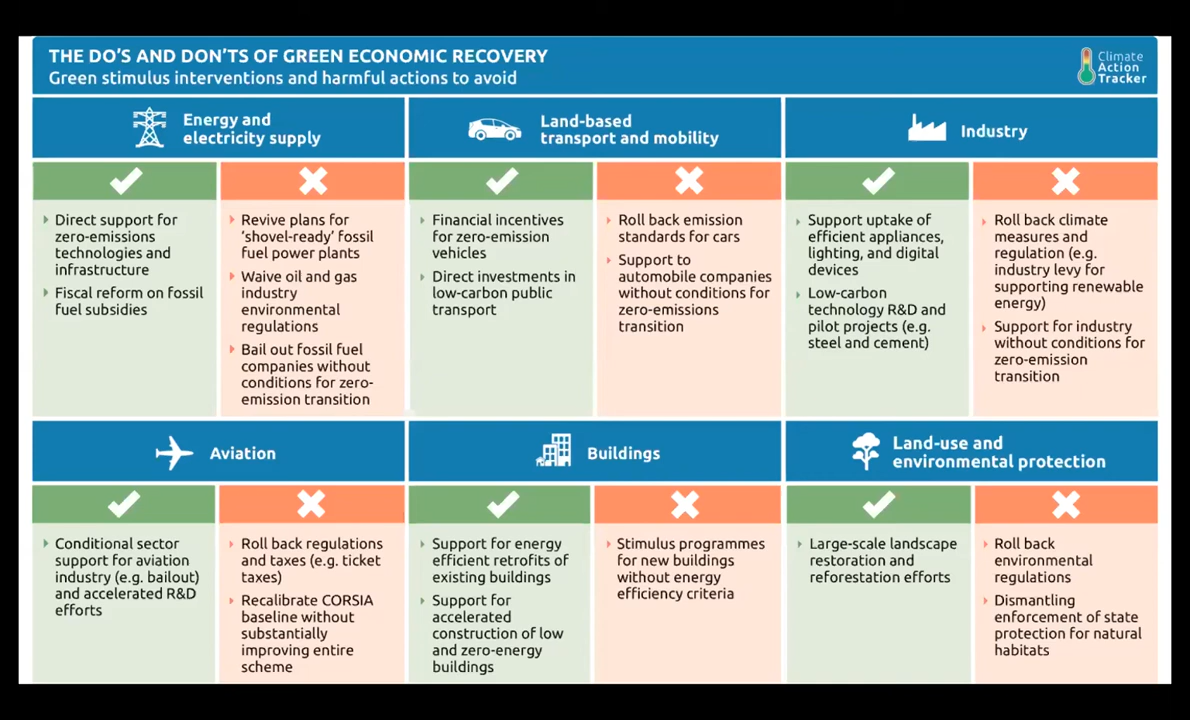 THE DO'S AND DON'TS OF GREEN ECONOMIC RECOVERY
Green stimulus interventions and harmful actions to avoid
Climate
Action
Tracker
Energy and
electricity supply
Direct support for
zero-emissions
technologies and
infrastructure
Fiscal reform on fossil
fuel subsidies
Revive plans for
‘shovel-ready’ fossil
fuel power plants
Waive oil and gas
industry
environmental
regulations
Bail out fossil fuel
companies without
conditions for zero-
emission transition
Land-based
transport and mobility
Financial incentives
for zero-emission
vehicles
Direct investments in
low-carbon public
transport
Roll back emission
standards for cars
Support to
automobile companies
without conditions for
zero-emissions
transition
Industry
Support uptake of
efficient appliances,
lighting, and digital
devices
Low-carbon
technology R&D and
pilot projects (e.g.
steel and cement)
Roll back climate
measures and
regulation (e.g.
industry levy for
supporting renewable
energy)
Support for industry
without conditions for
zero-emission
transition
Aviation
Conditional sector
support for aviation
industry (e.g. bailout)
and accelerated R&D
efforts
Roll back regulations
and taxes (e.g. ticket
taxes)
Recalibrate CORSIA
baseline without
substantially
improving entire
scheme
Buildings
Support for energy
efficient retrofits of
existing buildings
Support for
accelerated
construction of low
and zero-energy
buildings
Stimulus programmes
for new buildings
without energy
efficiency criteria
Land-use and
environmental protection
Large-scale landscape
restoration and
reforestation efforts
Roll back
environmental
regulations
Dismantling
enforcement of state
protection for natural
habitats